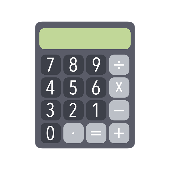 7 8 9 ÷
4 5 6 X
3 2 1 −
0 · = +